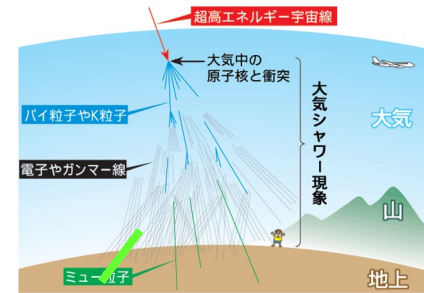 超高エネルギー宇宙線
大気中の
原子核と衝突
大気シャワー現象
大気
パイ粒子やK粒子
電子やガンマー線
山
ミュー粒子
地上